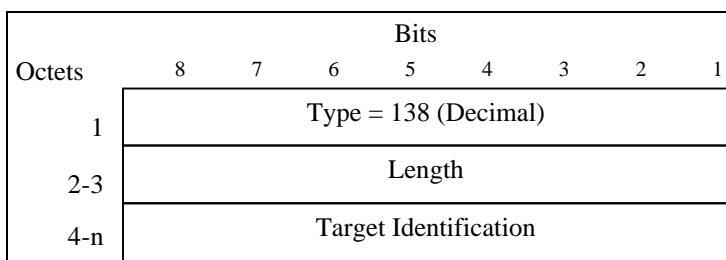 Bits
Octets 8 7 6 5 4 3 2 1
1 Type = 138 (Decimal)
2-3 Length
4-n Target Identification